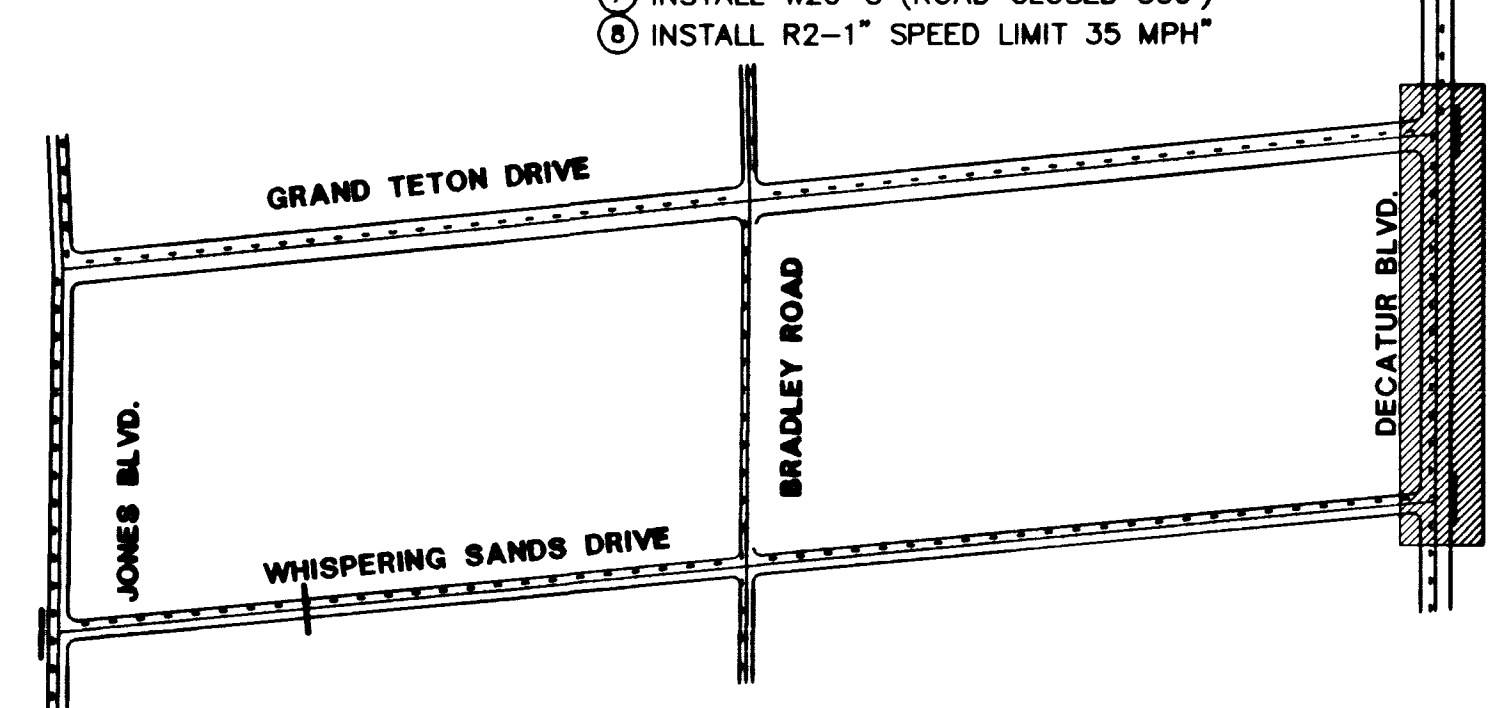 8 INSTALL R2-1" SPEED LIMIT 35 MPH"
GRAND TETON DRIVE
DECATUR BLVD.
BRADLEY ROAD
JONES BLVD.
WHISPERING SANDS DRIVE